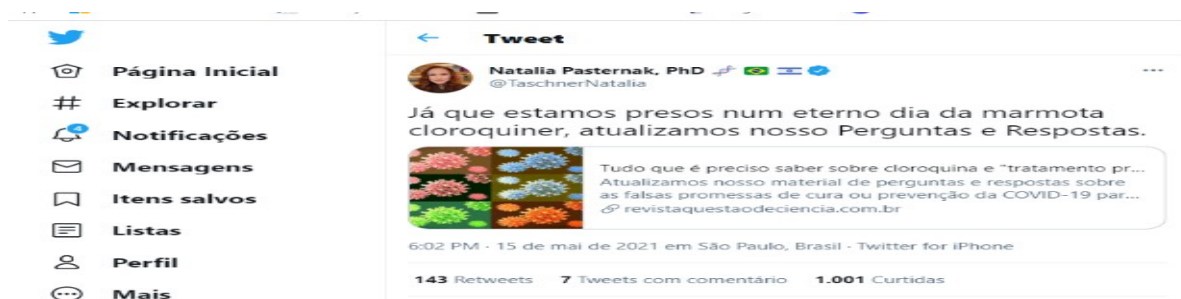 Tweet
Página Inicial
Explorar
Notificações
Mensagens
Itens salvos
Listas
Perfil
Mais
Natalia Pasternak, PhD
@TaschnerNatalia
Já que estamos presos num eterno dia da marmota
cloroquiner, atualizamos nosso Perguntas e Respostas.
Tudo que é preciso saber sobre cloroquina e "tratamento pr...
Atualizamos nosso material de perguntas e respostas sobre
as falsas promessas de cura ou prevenção da COVID-19 par...
revistaquestaodeciencia.com.br
6:02 PM · 15 de mai de 2021 em São Paulo, Brasil · Twitter for iPhone
143 Retweets 7 Tweets com comentário 1.001 Curtidas